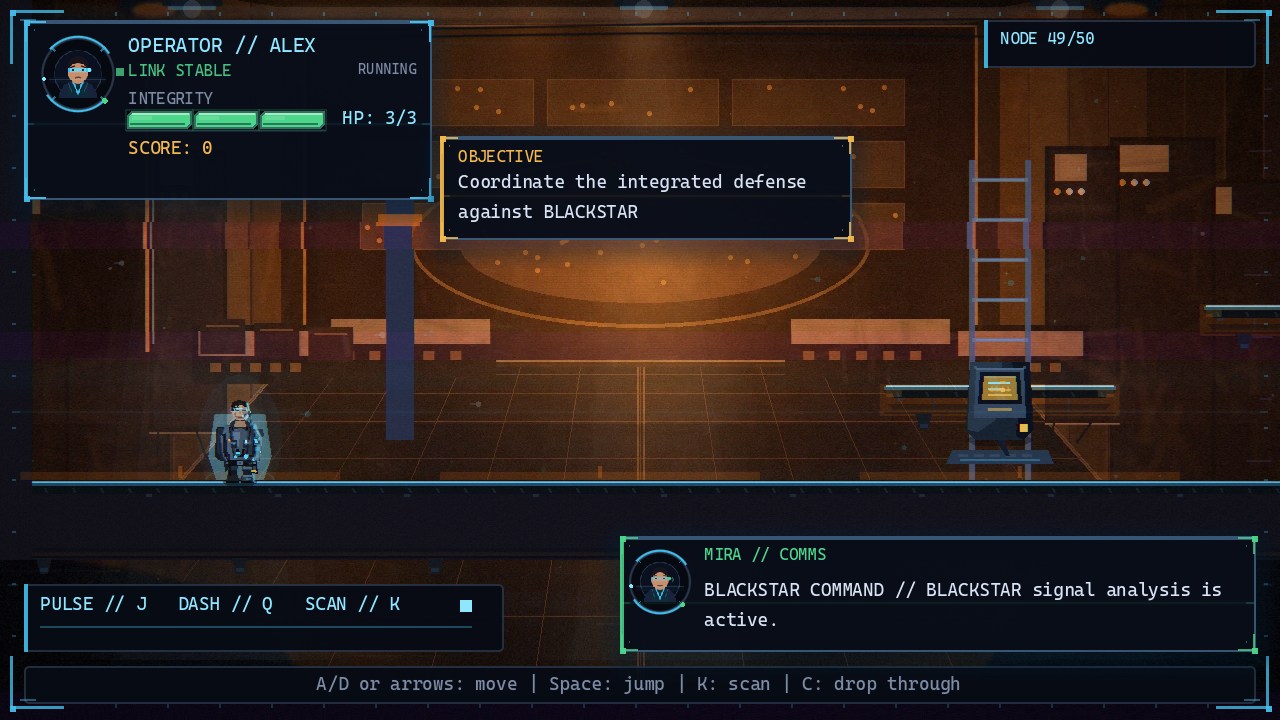 OPERATOR // ALEX
LINK STABLE
RUNNING
INTEGRITY
HP: 3/3
SCORE: 0
NODE 49/50
OBJECTIVE
Coordinate the integrated defense
against BLACKSTAR
MIRA // COMMS
BLACKSTAR COMMAND // BLACKSTAR signal analysis is
active.
PULSE // J DASH // Q SCAN // K
A/D or arrows: move | Space: jump | K: scan | C: drop through